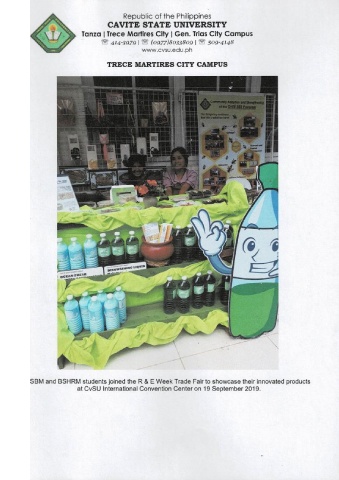 Republic of the Philippines
CAVITE STATE UNIVERSITY
Tanza | Trece Martires City | Gen. Trias City Campus
☏ 414-3979 | ☏ (0977)8033809 | ☏ 509-4148
www.cvsu.edu.ph
TRECE MARTIRES CITY CAMPUS
SBM and BSHRM students joined the R & E Week Trade Fair to showcase their innovated products
at CvSU International Convention Center on 19 September 2019.